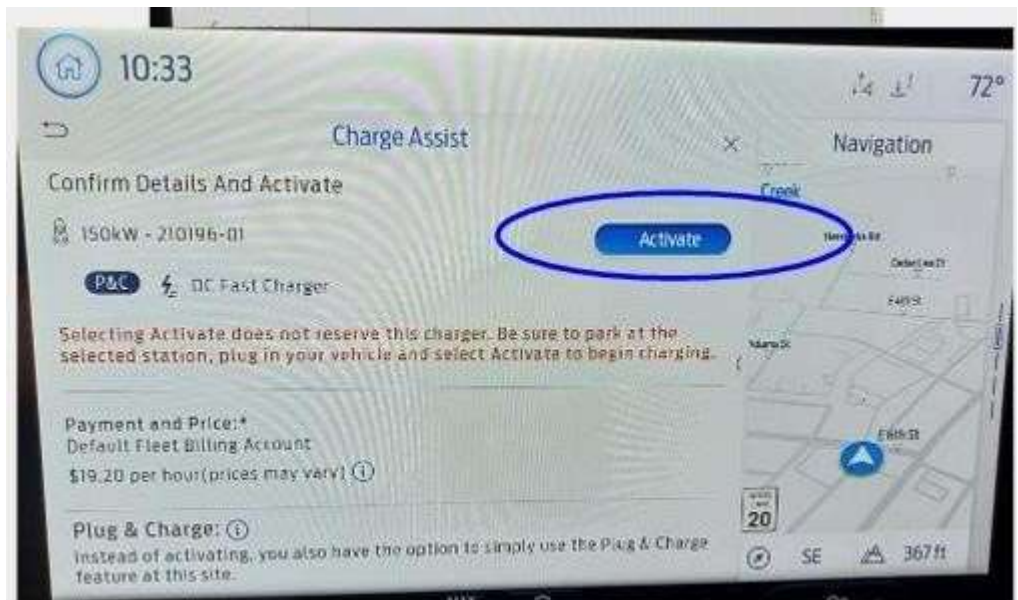 10:33
72°
Charge Assist
×
Navigation
Confirm Details And Activate
Creek
150kW - 210196-01
Activate
P&C
DC Fast Charger
Selecting Activate does not reserve this charger. Be sure to park at the
selected station, plug in your vehicle and select Activate to begin charging.
E 4th St
Payment and Price:*
Default Fleet Billing Account
$19.20 per hour(prices may vary)
E 6th St
20
Plug & Charge:
Instead of activating, you also have the option to simply use the Plug & Charge
feature at this site.
SE
367ft